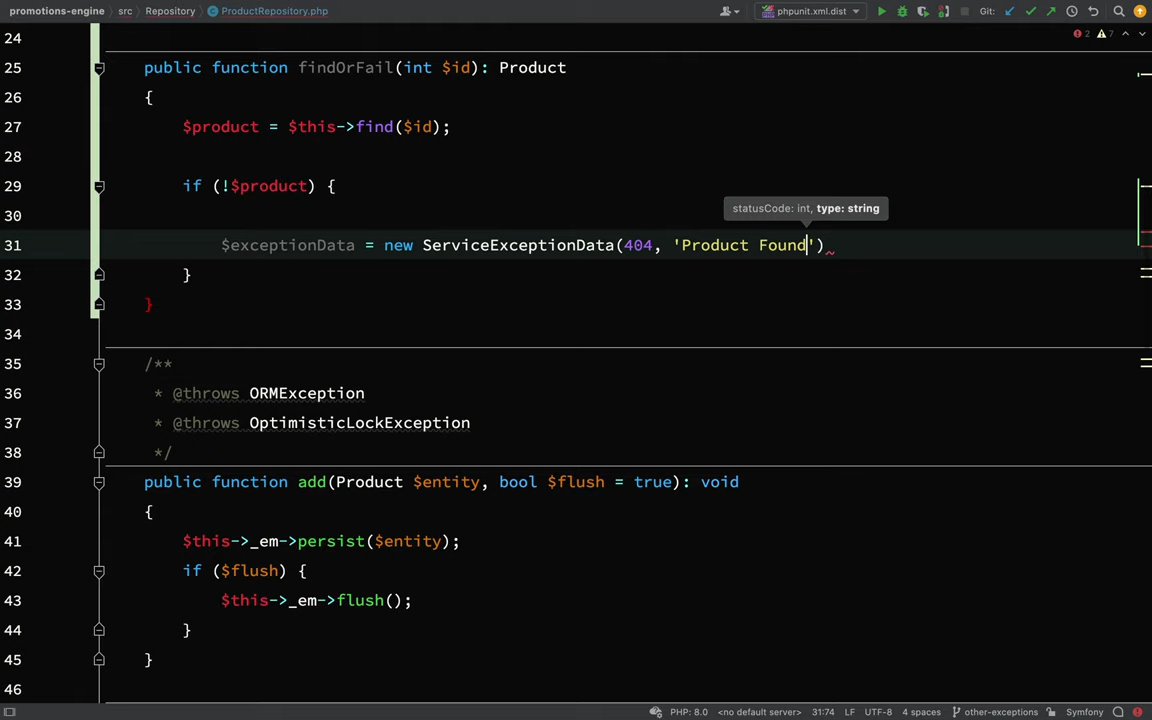 promotions-engine src Repository ProductRepository.php phpunit.xml.dist Git:
2 7
24
25 public function findOrFail(int $id): Product
26 {
27 $product = $this->find($id);
28
29 if (!$product) {
statusCode: int, type: string
30
31 $exceptionData = new ServiceExceptionData(404, 'Product Found')
32 }
33 }
34
35 /**
36 * @throws ORMException
37 * @throws OptimisticLockException
38 */
39 public function add(Product $entity, bool $flush = true): void
40 {
41 $this->_em->persist($entity);
42 if ($flush) {
43 $this->_em->flush();
44 }
45 }
46
PHP: 8.0 <no default server> 31:74 LF UTF-8 4 spaces other-exceptions Symfony